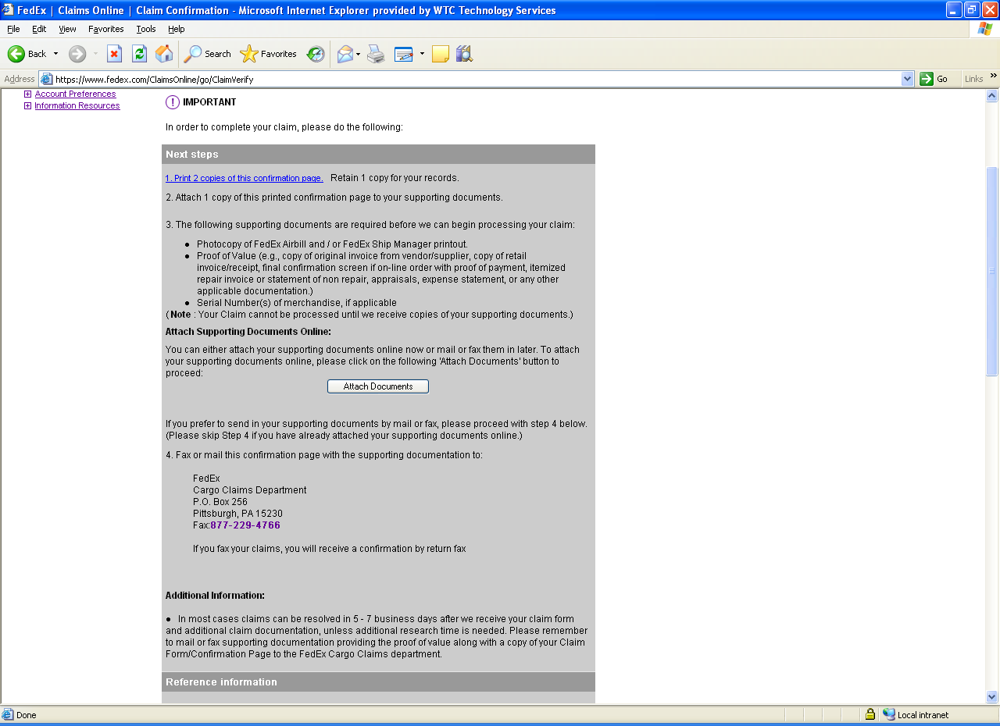 FedEx | Claims Online | Claim Confirmation - Microsoft Internet Explorer provided by WTC Technology Services
File Edit View Favorites Tools Help
Back Search Favorites
Address https://www.fedex.com/ClaimsOnline/go/ClaimVerify Go Links »
Account Preferences
Information Resources
! IMPORTANT
In order to complete your claim, please do the following:
Next steps
1. Print 2 copies of this confirmation page. Retain 1 copy for your records.
2. Attach 1 copy of this printed confirmation page to your supporting documents.
3. The following supporting documents are required before we can begin processing your claim:
● Photocopy of FedEx Airbill and / or FedEx Ship Manager printout.
● Proof of Value (e.g., copy of original invoice from vendor/supplier, copy of retail
invoice/receipt, final confirmation screen if on-line order with proof of payment, itemized
repair invoice or statement of non repair, appraisals, expense statement, or any other
applicable documentation.)
● Serial Number(s) of merchandise, if applicable
( Note : Your Claim cannot be processed until we receive copies of your supporting documents.)
Attach Supporting Documents Online:
You can either attach your supporting documents online now or mail or fax them in later. To attach
your supporting documents online, please click on the following 'Attach Documents' button to
proceed:
Attach Documents
If you prefer to send in your supporting documents by mail or fax, please proceed with step 4 below.
(Please skip Step 4 if you have already attached your supporting documents online.)
4. Fax or mail this confirmation page with the supporting documentation to:
FedEx
Cargo Claims Department
P.O. Box 256
Pittsburgh, PA 15230
Fax:877-229-4766
If you fax your claims, you will receive a confirmation by return fax
Additional Information:
● In most cases claims can be resolved in 5 - 7 business days after we receive your claim form
and additional claim documentation, unless additional research time is needed. Please remember
to mail or fax supporting documentation providing the proof of value along with a copy of your Claim
Form/Confirmation Page to the FedEx Cargo Claims department.
Reference information
Done Local intranet